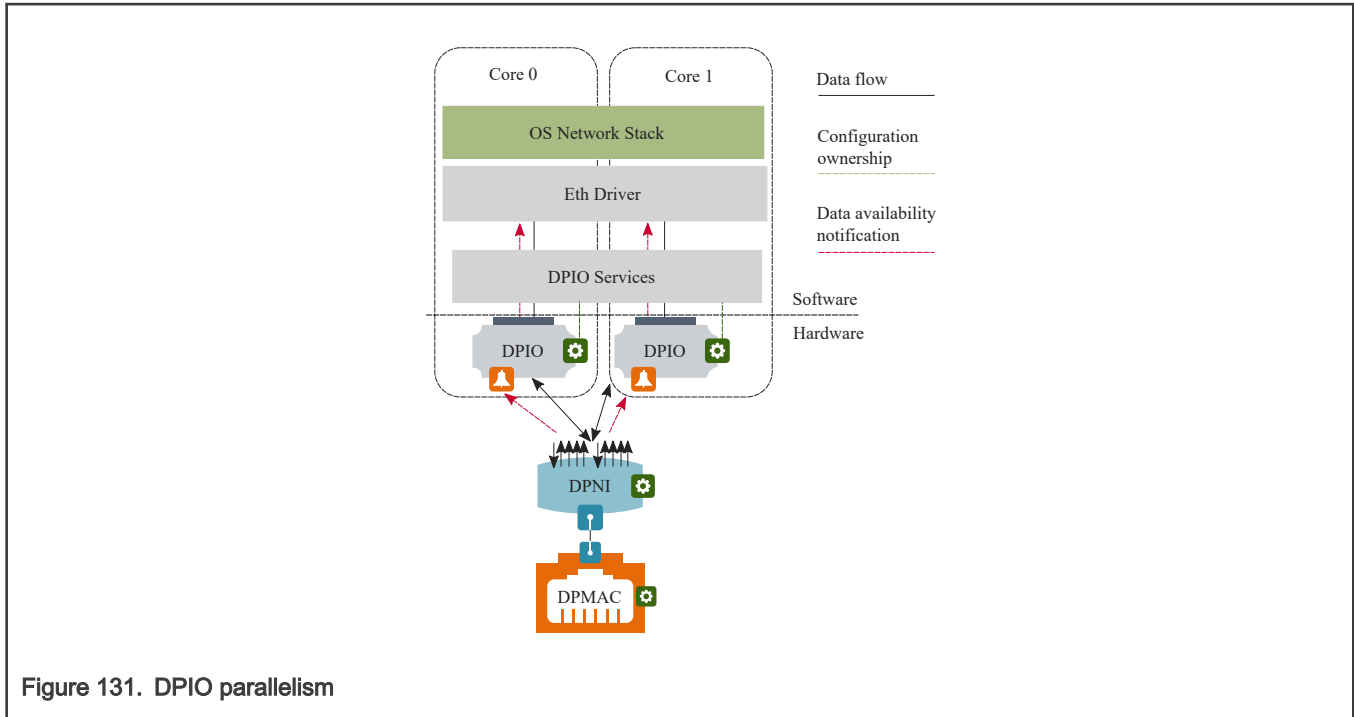 Core 0
Core 1
Data flow
OS Network Stack
Configuration
ownership
Eth Driver
Data availability
notification
DPIO Services
Software
Hardware
DPIO
DPIO
DPNI
DPMAC
Figure 131. DPIO parallelism